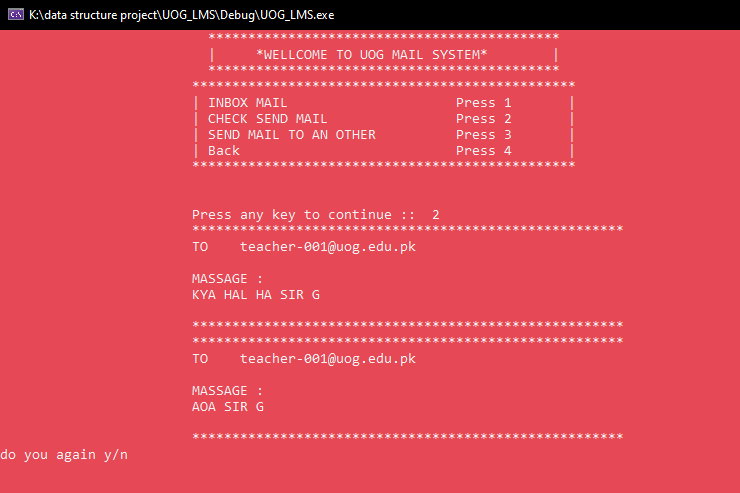 K:\data structure project\UOG_LMS\Debug\UOG_LMS.exe
********************************************
| *WELLCOME TO UOG MAIL SYSTEM* |
********************************************
************************************************
| INBOX MAIL Press 1 |
| CHECK SEND MAIL Press 2 |
| SEND MAIL TO AN OTHER Press 3 |
| Back Press 4 |
************************************************
Press any key to continue :: 2
******************************************************
TO teacher-001@uog.edu.pk
MASSAGE :
KYA HAL HA SIR G
******************************************************
******************************************************
TO teacher-001@uog.edu.pk
MASSAGE :
AOA SIR G
******************************************************
do you again y/n